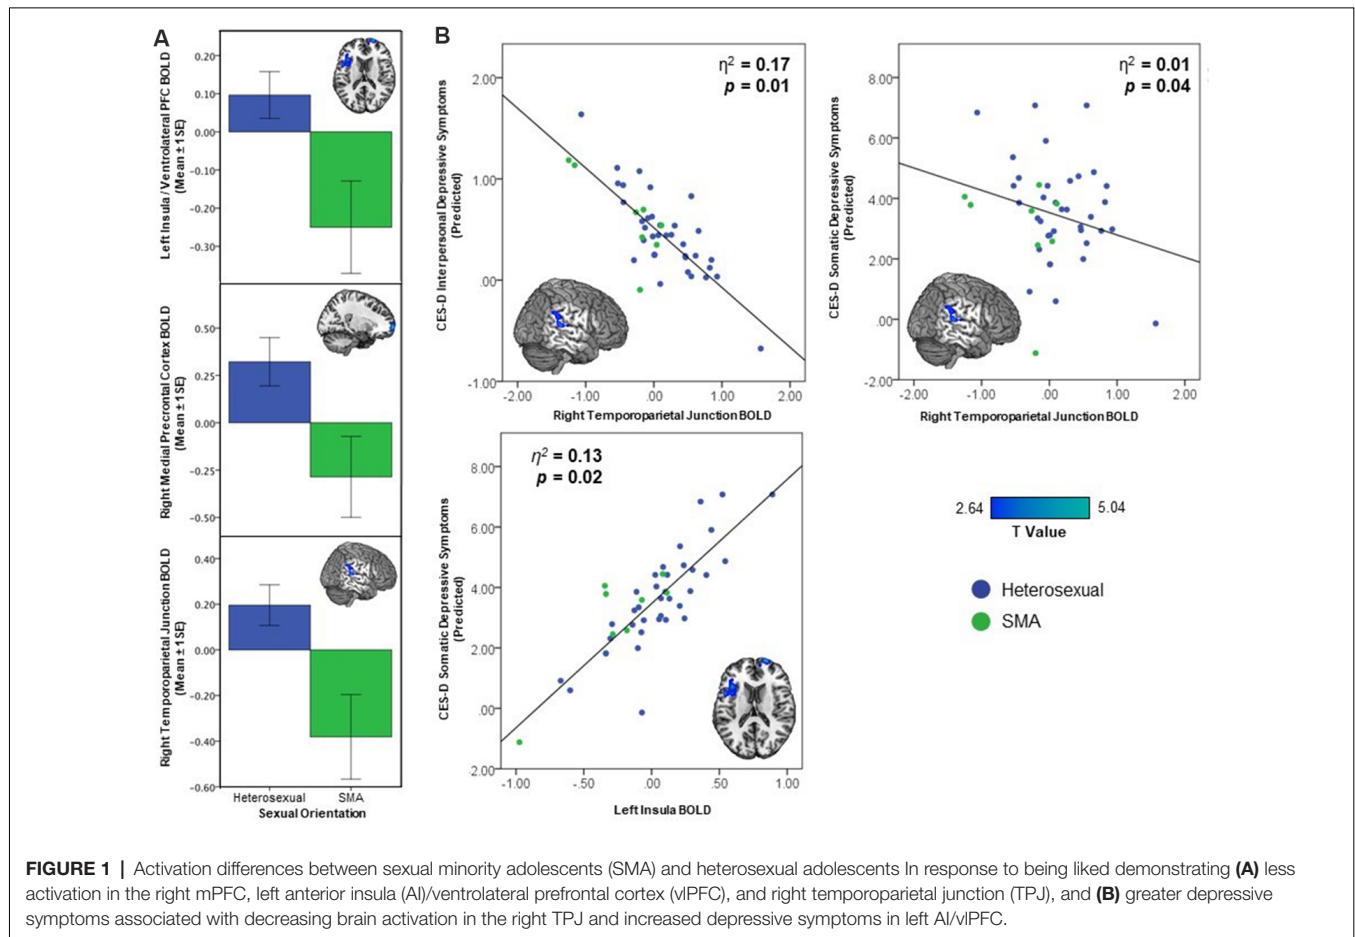 A
Left Insula / Ventrolateral PFC BOLD
(Mean ± 1 SE)
0.20
0.10
0.00
−0.10
−0.20
−0.30
Right Medial Precrontal Cortex BOLD
(Mean ± 1 SE)
0.50
0.25
0.00
−0.25
−0.50
Right Temporoparietal Junction BOLD
(Mean ± 1 SE)
0.40
0.20
0.00
−0.20
−0.40
−0.60
Heterosexual SMA
Sexual Orientation
B
CES-D Interpersonal Depressive Symptoms
(Predicted)
η² = 0.17
p = 0.01
2.00
1.00
.00
-1.00
-2.00 -1.00 .00 1.00 2.00
Right Temporoparietal Junction BOLD
CES-D Somatic Depressive Symptoms
(Predicted)
η² = 0.01
p = 0.04
8.00
6.00
4.00
2.00
.00
-2.00
-2.00 -1.00 .00 1.00 2.00
Right Temporoparietal Junction BOLD
CES-D Somatic Depressive Symptoms
(Predicted)
η² = 0.13
p = 0.02
8.00
6.00
4.00
2.00
.00
2.00
-1.00 -.50 .00 .50 1.00
Left Insula BOLD
2.64 5.04
T Value
Heterosexual
SMA
FIGURE 1 | Activation differences between sexual minority adolescents (SMA) and heterosexual adolescents In response to being liked demonstrating (A) less
activation in the right mPFC, left anterior insula (AI)/ventrolateral prefrontal cortex (vlPFC), and right temporoparietal junction (TPJ), and (B) greater depressive
symptoms associated with decreasing brain activation in the right TPJ and increased depressive symptoms in left AI/vlPFC.